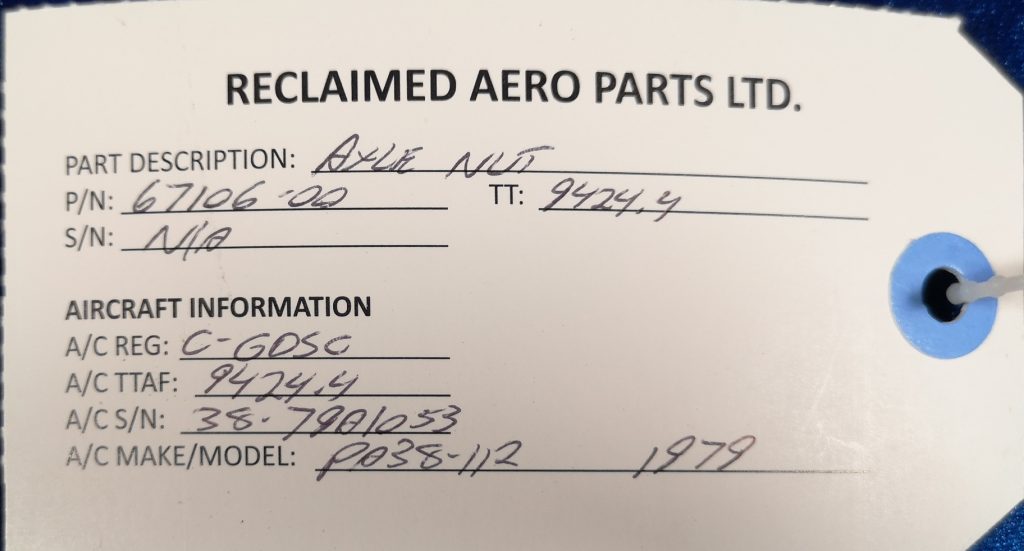 RECLAIMED AERO PARTS LTD.
PART DESCRIPTION: AXLE NUT
P/N: 67106-00 TT: 9424.4
S/N: N/A
AIRCRAFT INFORMATION
A/C REG: C-GDSC
A/C TTAF: 9424.4
A/C S/N: 38-79A1053
A/C MAKE/MODEL: PA38-112 1979